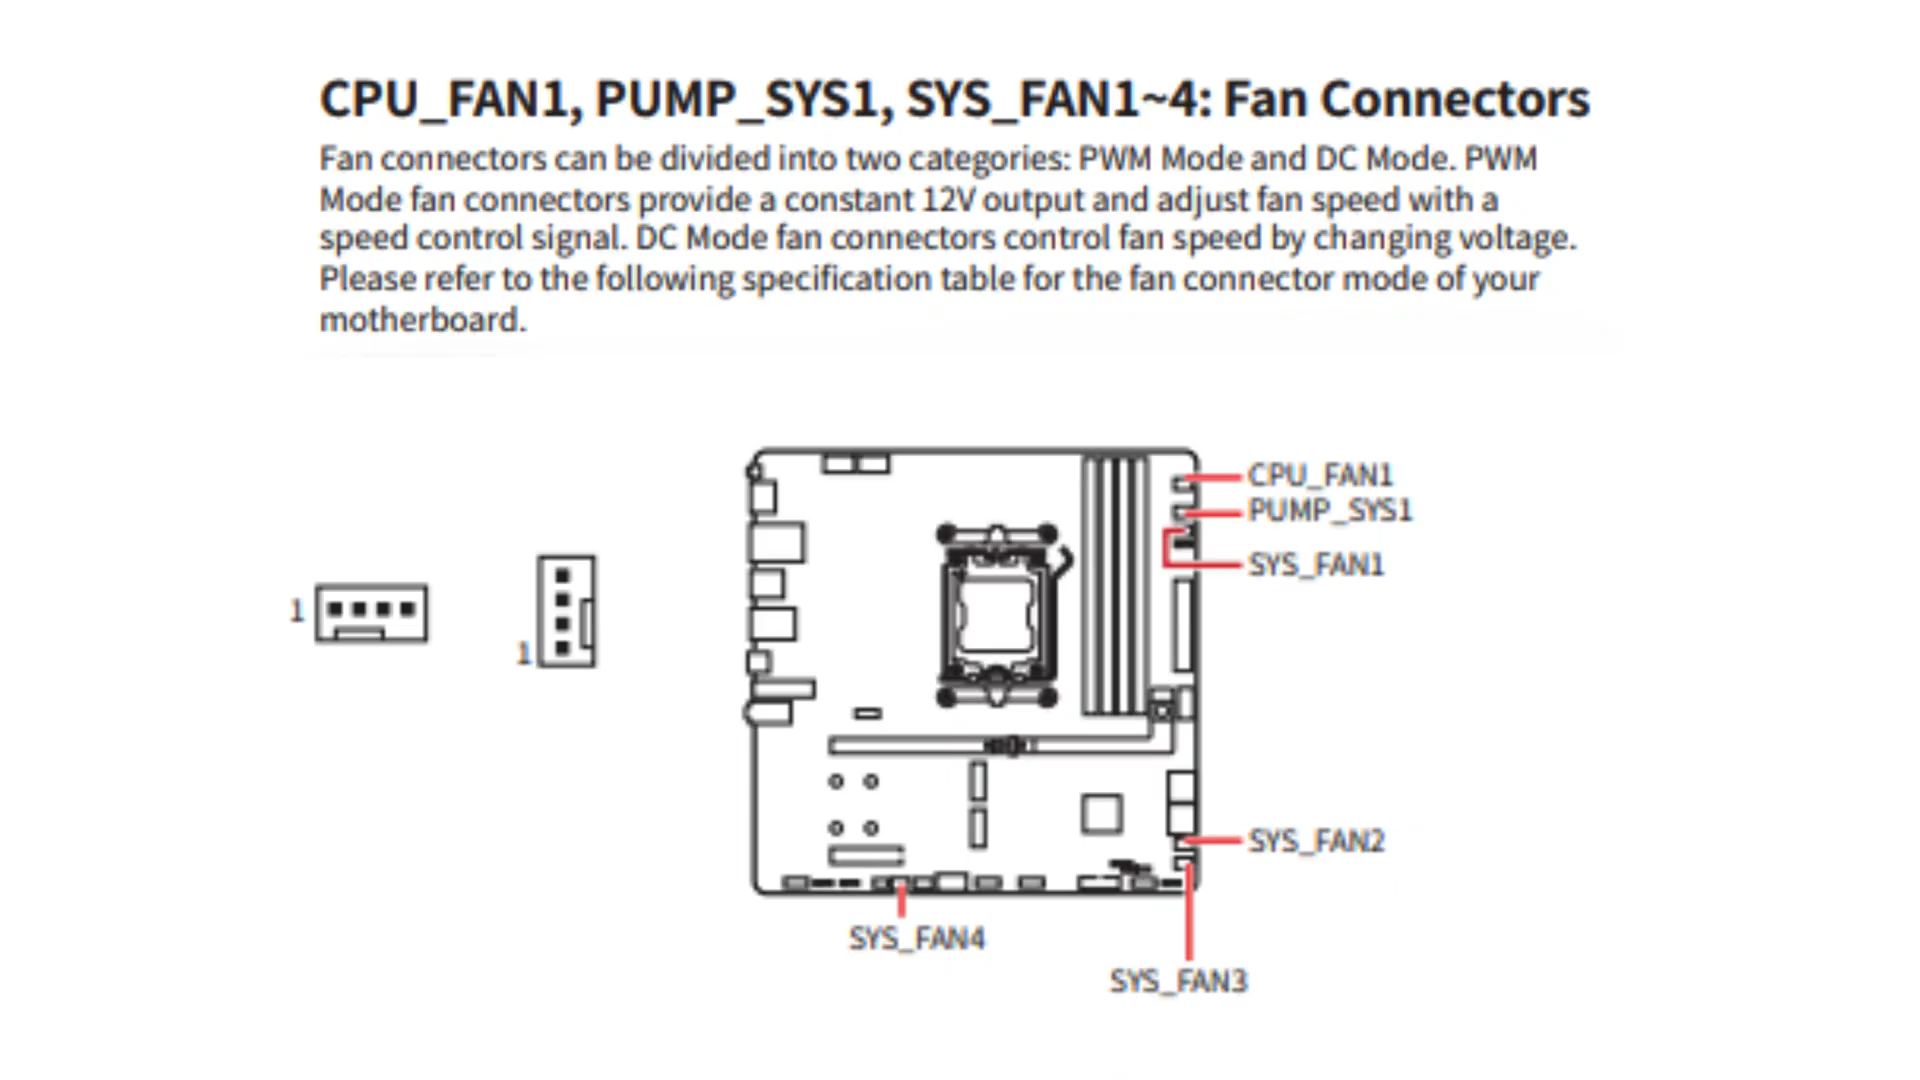 CPU_FAN1, PUMP_SYS1, SYS_FAN1~4: Fan Connectors
Fan connectors can be divided into two categories: PWM Mode and DC Mode. PWM
Mode fan connectors provide a constant 12V output and adjust fan speed with a
speed control signal. DC Mode fan connectors control fan speed by changing voltage.
Please refer to the following specification table for the fan connector mode of your
motherboard.
CPU_FAN1
PUMP_SYS1
SYS_FAN1
1
1
SYS_FAN2
SYS_FAN4
SYS_FAN3